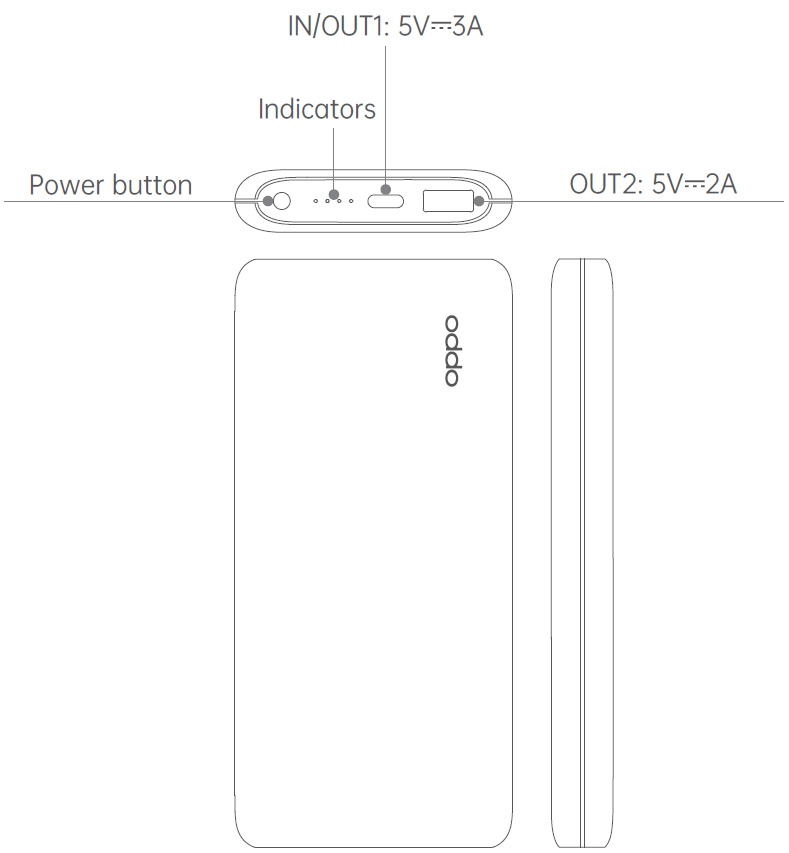 IN/OUT1: 5V⎓3A
Indicators
Power button
OUT2: 5V⎓2A
oppo